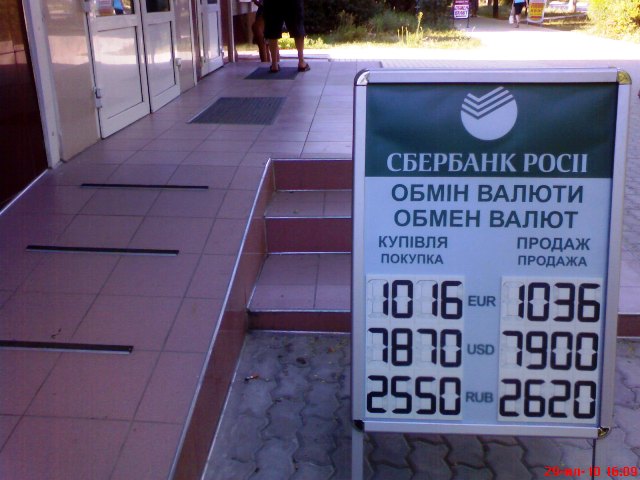 СБЕРБАНК РОСІЇ
ОБМІН ВАЛЮТИ
ОБМЕН ВАЛЮТ
КУПІВЛЯ ПРОДАЖ
ПОКУПКА ПРОДАЖА
1016 EUR 1036
7870 USD 7900
2550 RUB 2620